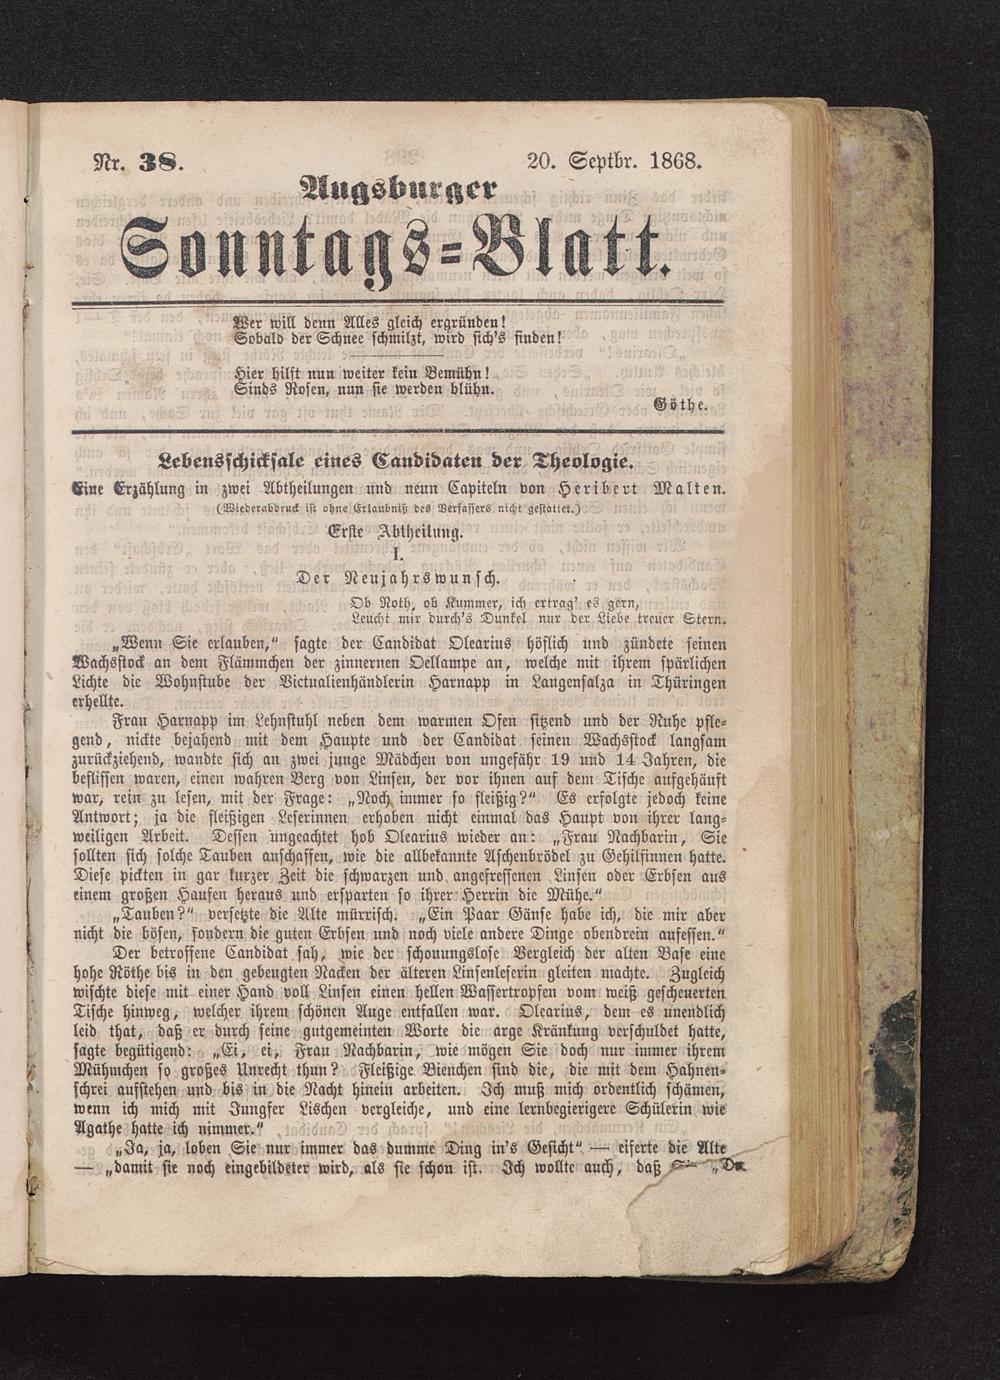 Nr. 38.
20. Septbr. 1868.
Augsburger
Sonntags=Blatt.
Wer will denn Alles gleich ergründen!
Sobald der Schnee schmilzt, wird sich's finden!
Hier hilft nun weiter kein Bemühn!
Sinds Rosen, nun sie werden blühn.
Göthe.
Lebensschicksale eines Candidaten der Theologie.
Eine Erzählung in zwei Abtheilungen und neun Capiteln von Heribert Malten.
(Wiederabdruck ist ohne Erlaubniß des Verfassers nicht gestattet.)
Erste Abtheilung.
I.
Der Neujahrswunsch.
Ob Noth, ob Kummer, ich ertrag' es gern,
Leucht mir durch's Dunkel nur der Liebe treuer Stern.
„Wenn Sie erlauben,“ sagte der Candidat Olearius höflich und zündete seinen
Wachsstock an dem Flämmchen der zinnernen Oellampe an, welche mit ihrem spärlichen
Lichte die Wohnstube der Victualienhändlerin Harnapp in Langensalza in Thüringen
erhellte.
Frau Harnapp im Lehnstuhl neben dem warmen Ofen sitzend und der Ruhe pfle=
gend, nickte bejahend mit dem Haupte und der Candidat seinen Wachsstock langsam
zurückziehend, wandte sich an zwei junge Mädchen von ungefähr 19 und 14 Jahren, die
beflissen waren, einen wahren Berg von Linsen, der vor ihnen auf dem Tische aufgehäuft
war, rein zu lesen, mit der Frage: „Noch immer so fleißig?“ Es erfolgte jedoch keine
Antwort; ja die fleißigen Leserinnen erhoben nicht einmal das Haupt von ihrer lang=
weiligen Arbeit. Dessen ungeachtet hob Olearius wieder an: „Frau Nachbarin, Sie
sollten sich solche Tauben anschaffen, wie die allbekannte Aschenbrödel zu Gehilfinnen hatte.
Diese pickten in gar kurzer Zeit die schwarzen und angefressenen Linsen oder Erbsen aus
einem großen Haufen heraus und ersparten so ihrer Herrin die Mühe.“
„Tauben?“ versetzte die Alte mürrisch. „Ein Paar Gänse habe ich, die mir aber
nicht die bösen, sondern die guten Erbsen und noch viele andere Dinge obendrein aufessen.“
Der betroffene Candidat sah, wie der schonungslose Vergleich der alten Base eine
hohe Röthe bis in den gebeugten Nacken der älteren Linsenleserin gleiten machte. Zugleich
wischte diese mit einer Hand voll Linsen einen hellen Wassertropfen vom weiß gescheuerten
Tische hinweg, welcher ihrem schönen Auge entfallen war. Olearius, dem es unendlich
leid that, daß er durch seine gutgemeinten Worte die arge Kränkung verschuldet hatte,
sagte begütigend: „Ei, ei, Frau Nachbarin, wie mögen Sie doch nur immer ihrem
Mühmchen so großes Unrecht thun? Fleißige Bienchen sind die, die mit dem Hahnen=
schrei aufstehen und bis in die Nacht hinein arbeiten. Ich muß mich ordentlich schämen,
wenn ich mich mit Jungfer Lischen vergleiche, und eine lernbegierigere Schülerin wie
Agathe hatte ich nimmer.“
„Ja, ja, loben Sie nur immer das dumme Ding in's Gesicht“ — eiferte die Alte
— „damit sie noch eingebildeter wird, als sie schon ist. Ich wollte auch, daß